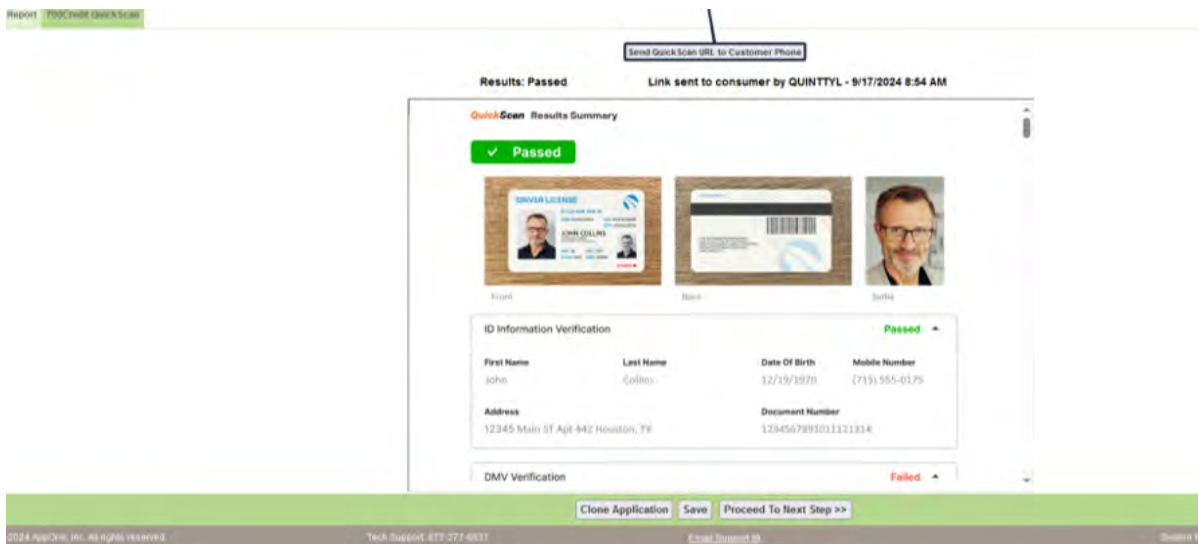 Report 700Credit QuickScan
Send QuickScan URL to Customer Phone
Results: Passed Link sent to consumer by QUINTTYL - 9/17/2024 8:54 AM
QuickScan Results Summary
Passed
DRIVER LICENSE
JOHN COLLINS
Front Back Selfie
ID Information Verification Passed
First Name Last Name Date Of Birth Mobile Number
John Collins 12/19/1970 (713) 555-0175
Address Document Number
12345 Main ST Apt 442 Houston, TX 1234567891011121314
DMV Verification Failed
Clone Application Save Proceed To Next Step >>
2024 AppOne, Inc. All rights reserved. Tech Support: 877-277-6831 Email Support